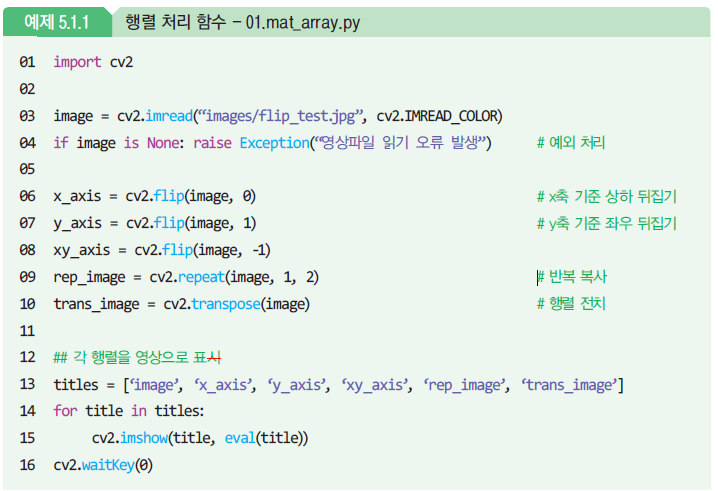 예제 5.1.1 행렬 처리 함수 – 01.mat_array.py
01 import cv2
02
03 image = cv2.imread(“images/flip_test.jpg”, cv2.IMREAD_COLOR)
04 if image is None: raise Exception(“영상파일 읽기 오류 발생”) # 예외 처리
05
06 x_axis = cv2.flip(image, 0) # x축 기준 상하 뒤집기
07 y_axis = cv2.flip(image, 1) # y축 기준 좌우 뒤집기
08 xy_axis = cv2.flip(image, -1)
09 rep_image = cv2.repeat(image, 1, 2) # 반복 복사
10 trans_image = cv2.transpose(image) # 행렬 전치
11
12 ## 각 행렬을 영상으로 표시
13 titles = [‘image’, ‘x_axis’, ‘y_axis’, ‘xy_axis’, ‘rep_image’, ‘trans_image’]
14 for title in titles:
15 cv2.imshow(title, eval(title))
16 cv2.waitKey(0)